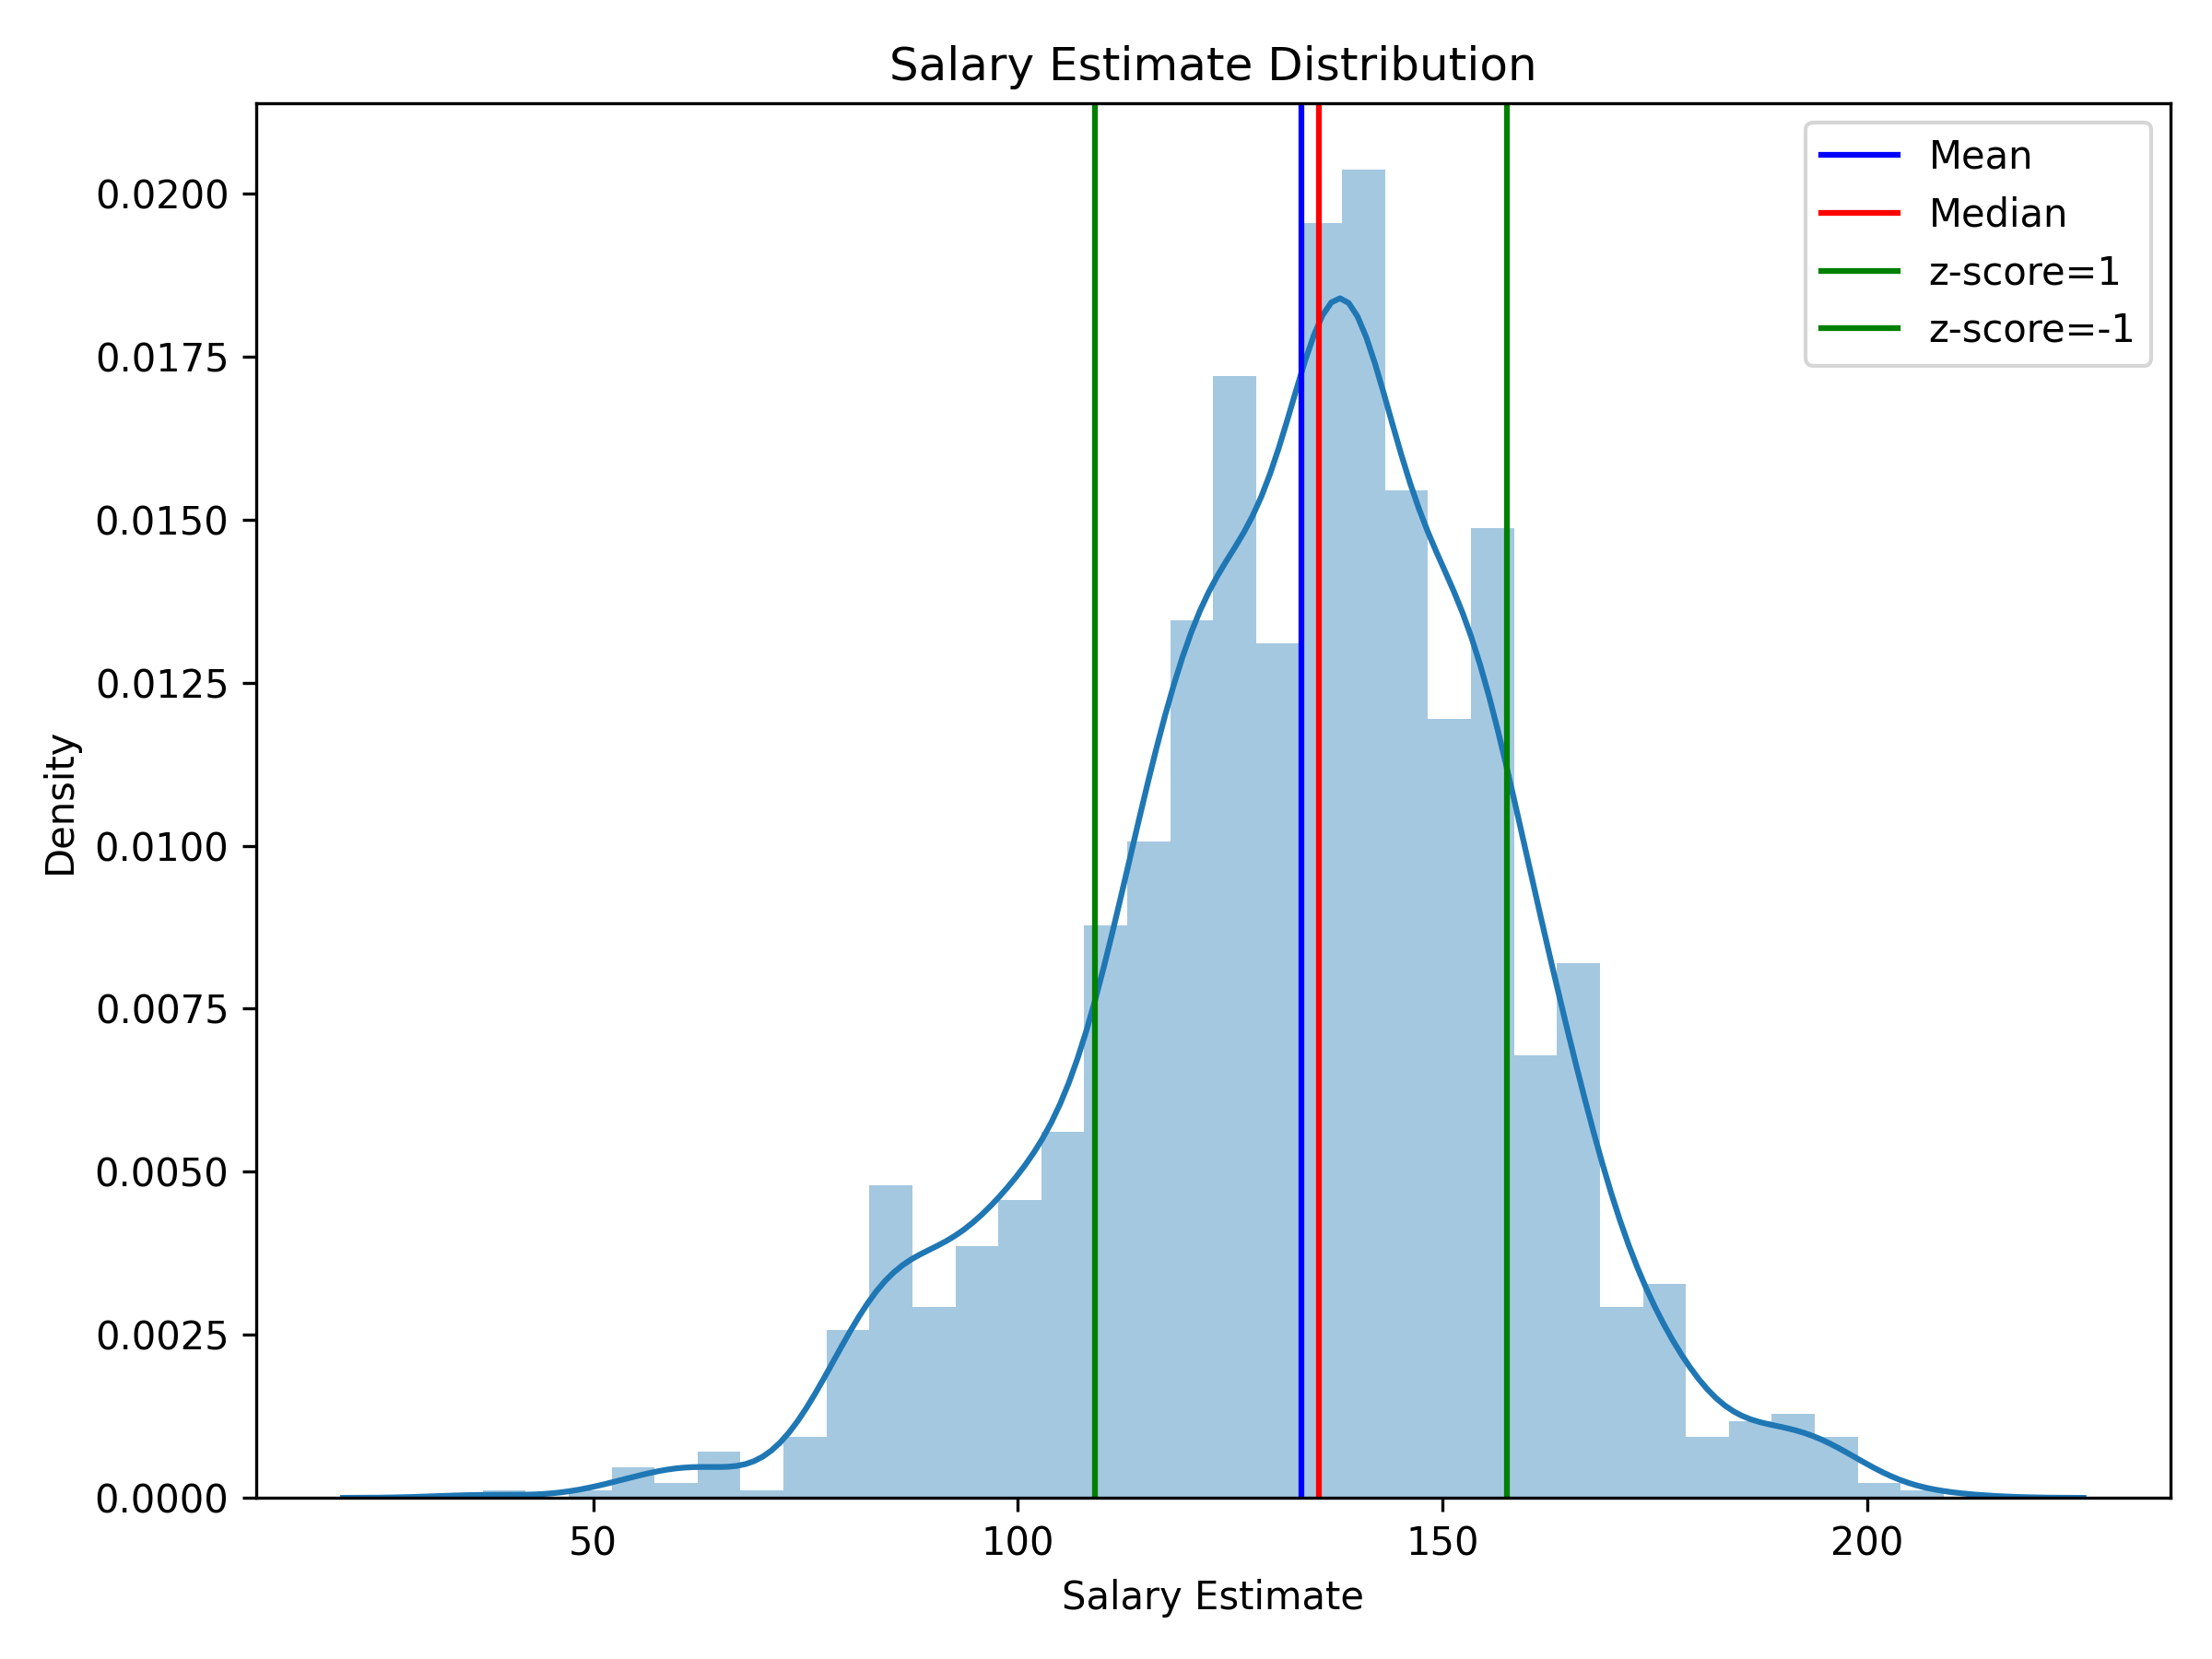 Salary Estimate Distribution
Mean
Median
z-score=1
z-score=-1
0.0200
0.0175
0.0150
0.0125
0.0100
0.0075
0.0050
0.0025
0.0000
Density
50 100 150 200
Salary Estimate